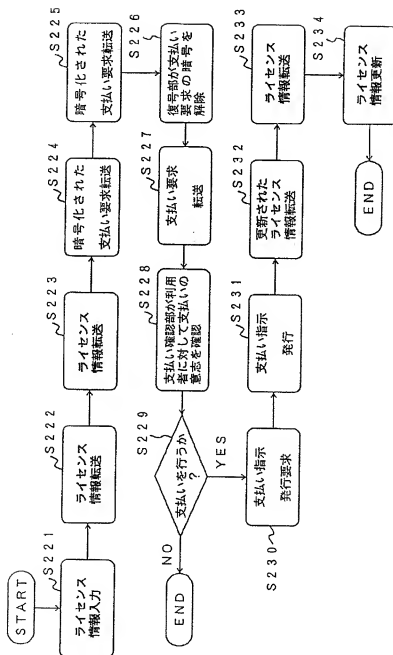 START
S221
ライセンス
情報入力
S222
ライセンス
情報転送
S223
ライセンス
情報転送
S224
暗号化された
支払い要求転送
S225
暗号化された
支払い要求転送
S226
復号部が支払い
要求の暗号を
解除
S227
支払い要求
転送
S228
支払い確認部が利用
者に対して支払いの
意志を確認
S229
支払いを行うか
?
NO
END
YES
S230
支払い指示
発行要求
S231
支払い指示
発行
S232
更新された
ライセンス
情報転送
S233
ライセンス
情報転送
S234
ライセンス
情報更新
END